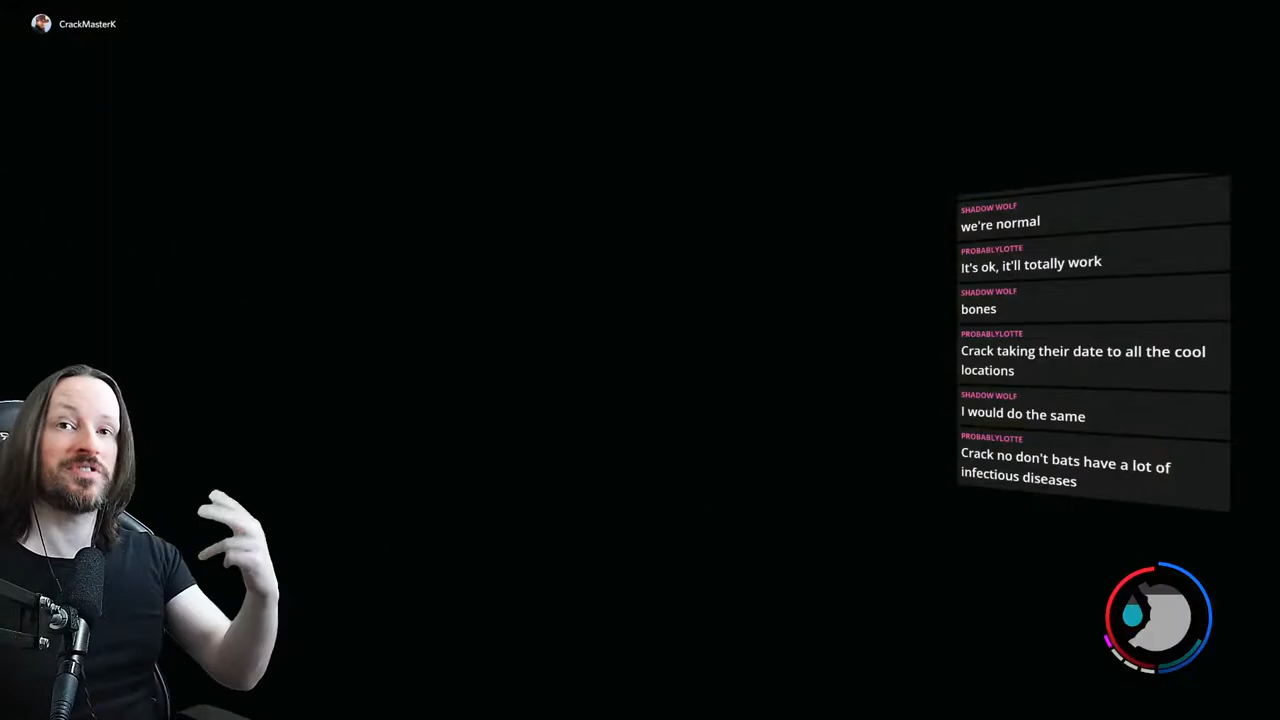 CrackMasterK
SHADOW WOLF
we're normal
PROBABLYLOTTE
It's ok, it'll totally work
SHADOW WOLF
bones
PROBABLYLOTTE
Crack taking their date to all the cool
locations
SHADOW WOLF
I would do the same
PROBABLYLOTTE
Crack no don't bats have a lot of
infectious diseases